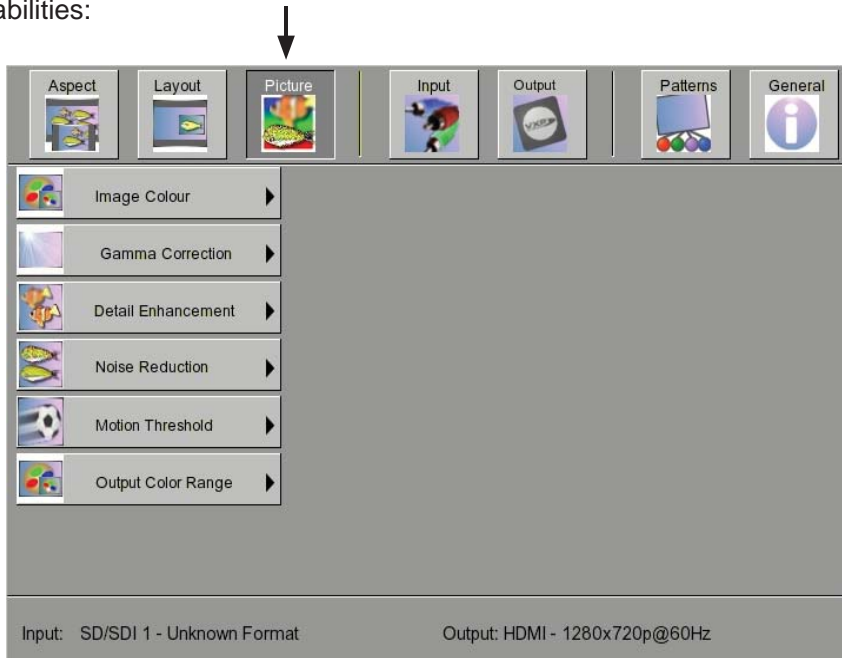 abilities:
Aspect Layout Picture Input Output Patterns General
VXP
Image Colour
Gamma Correction
Detail Enhancement
Noise Reduction
Motion Threshold
Output Color Range
Input: SD/SDI 1 - Unknown Format Output: HDMI - 1280x720p@60Hz